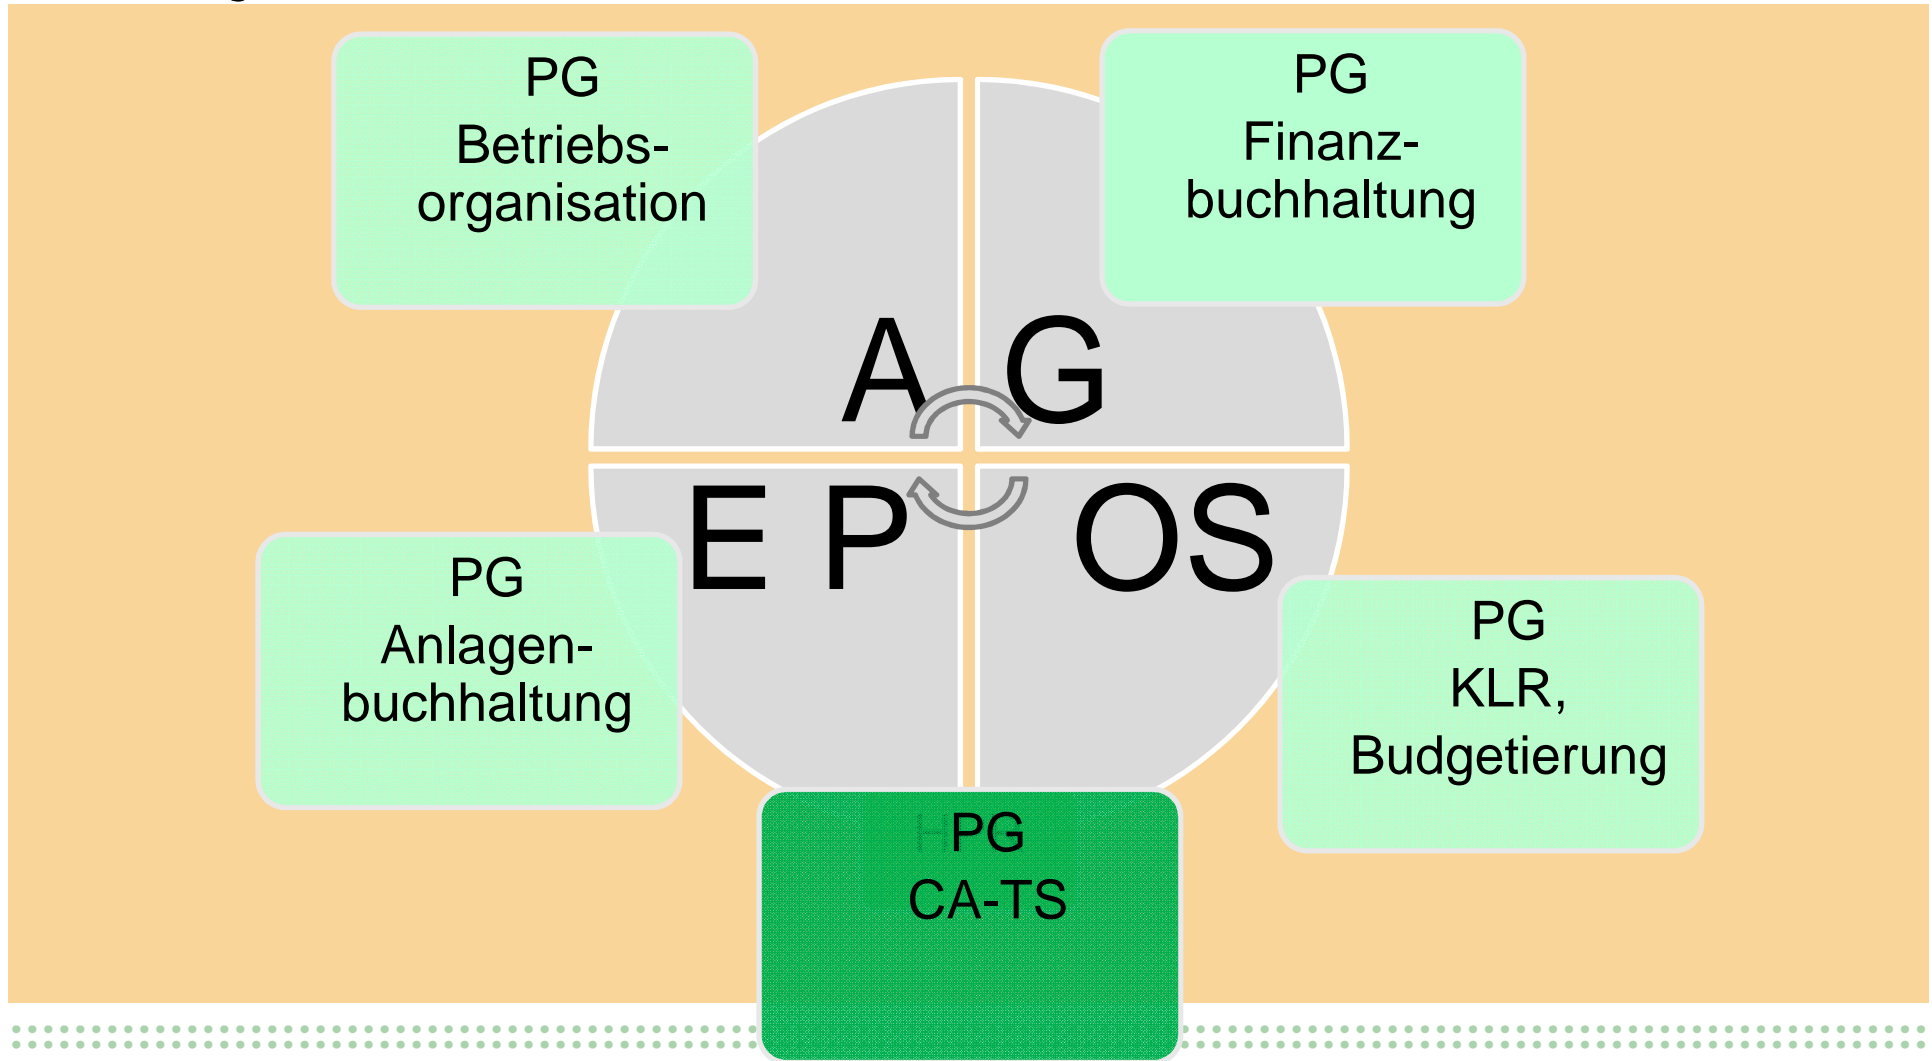 PG
Betriebs-
organisation
PG
Finanz-
buchhaltung
A G
E P OS
PG
Anlagen-
buchhaltung
PG
KLR,
Budgetierung
PG
CA-TS